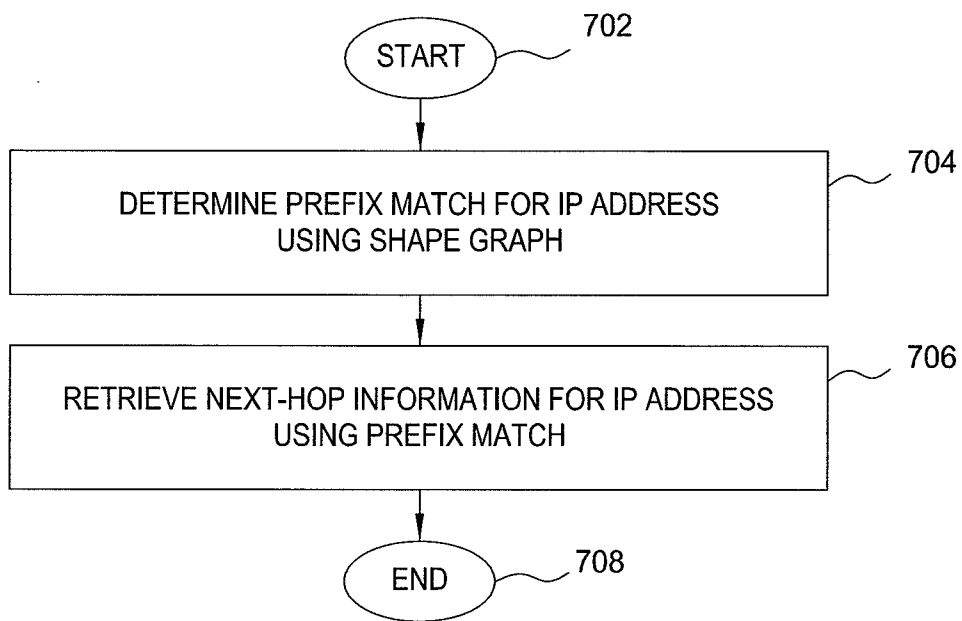 START
702
704
DETERMINE PREFIX MATCH FOR IP ADDRESS
USING SHAPE GRAPH
706
RETRIEVE NEXT-HOP INFORMATION FOR IP ADDRESS
USING PREFIX MATCH
END
708